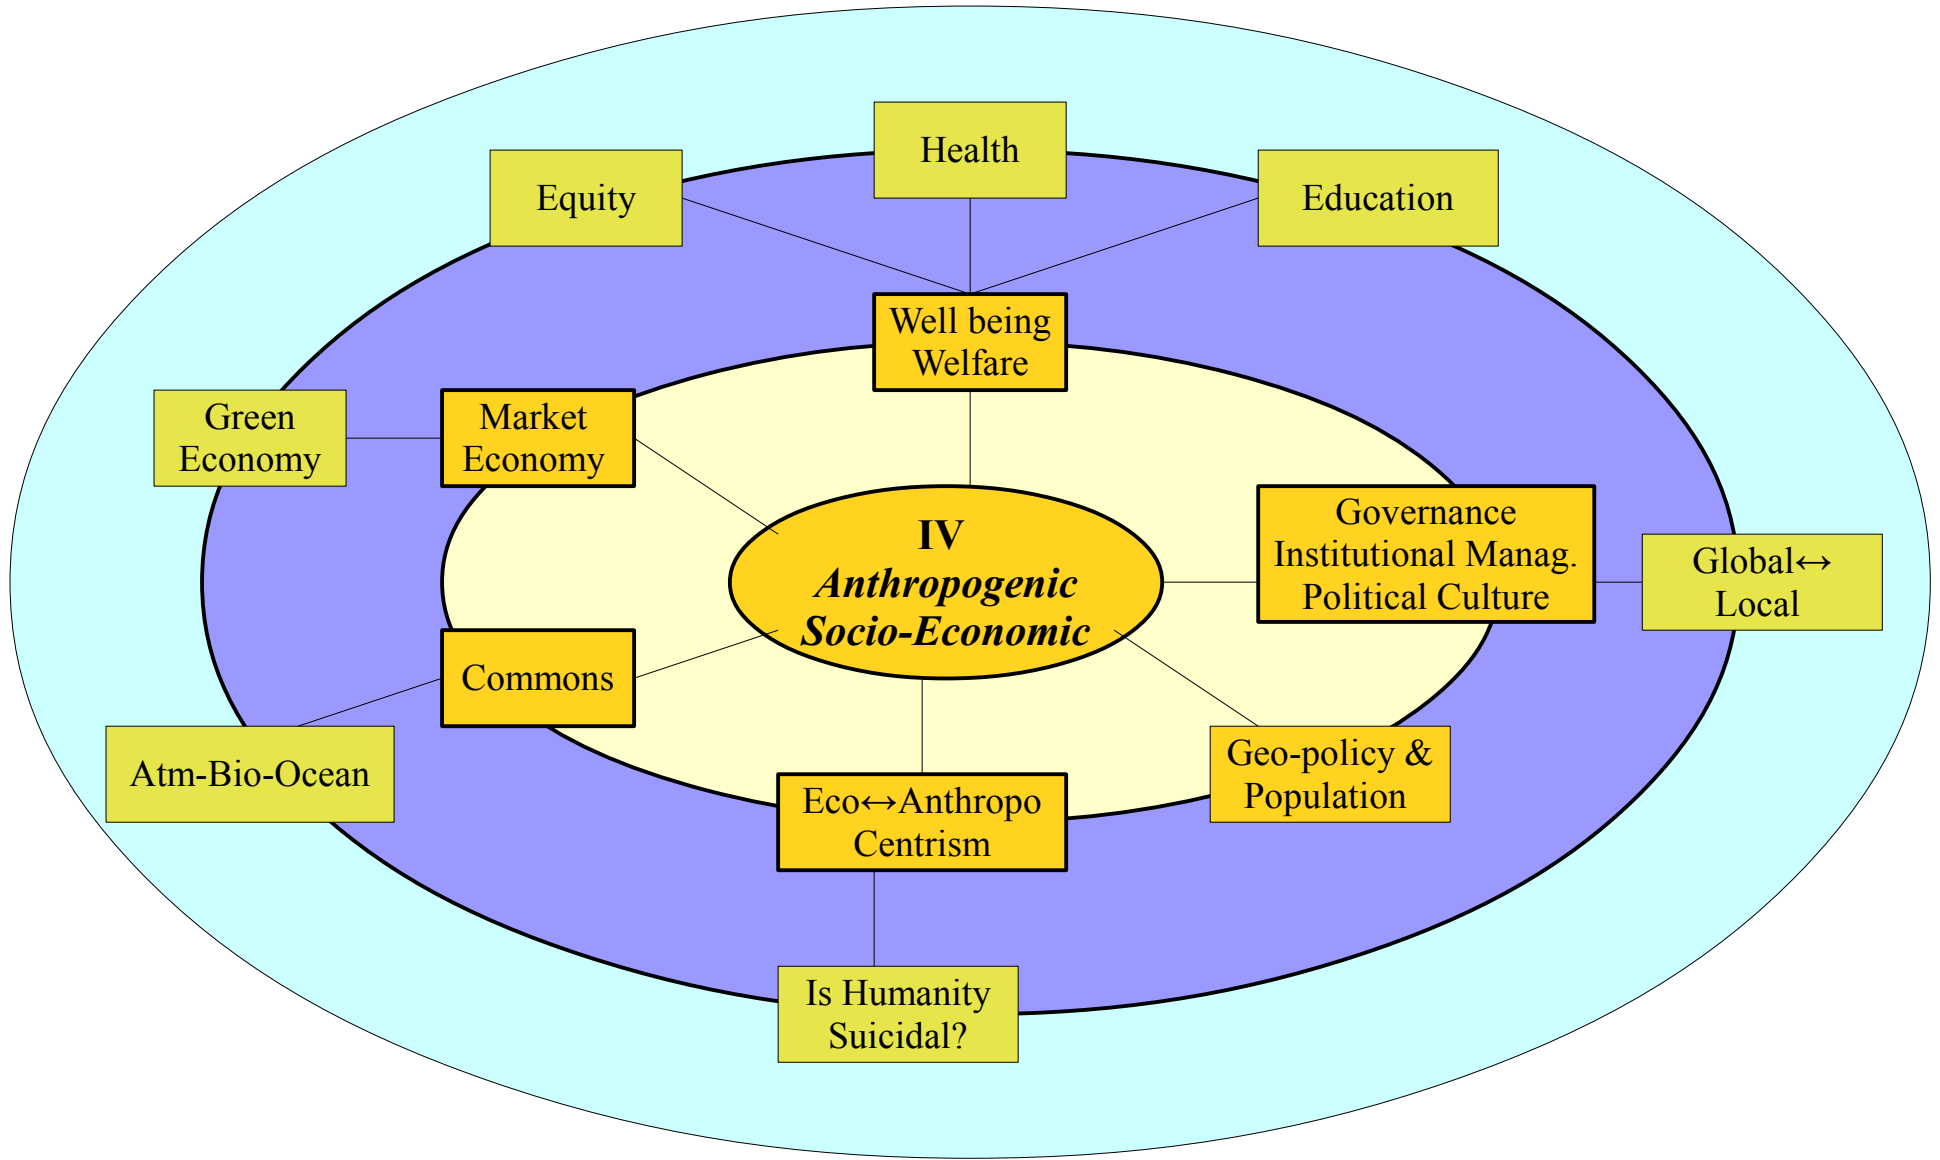 Health
Equity
Education
Well being
Welfare
Green
Economy
Market
Economy
IV
Anthropogenic
Socio-Economic
Governance
Institutional Manag.
Political Culture
Global↔
Local
Commons
Atm-Bio-Ocean
Geo-policy &
Population
Eco↔Anthropo
Centrism
Is Humanity
Suicidal?